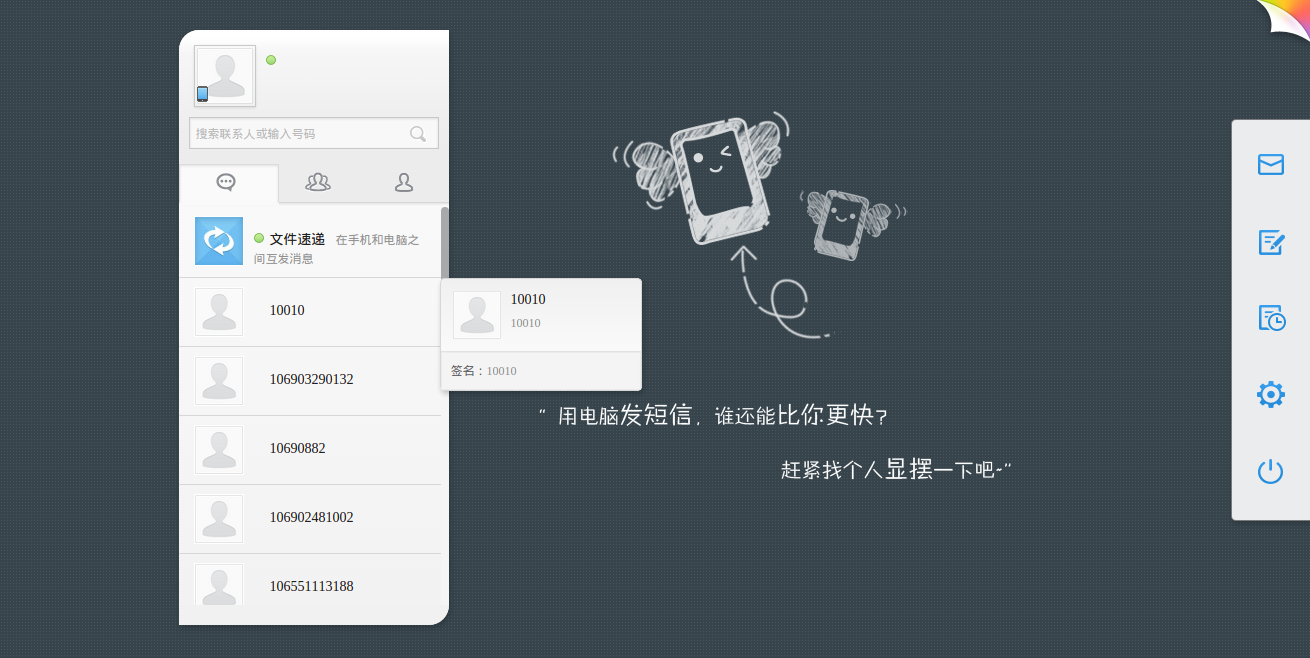 搜索联系人或输入号码
文件速递 在手机和电脑之
间互发消息
10010
106903290132
10690882
106902481002
106551113188
10010
10010
签名：10010
“ 用电脑发短信，谁还能比你更快?
赶紧找个人显摆一下吧~”